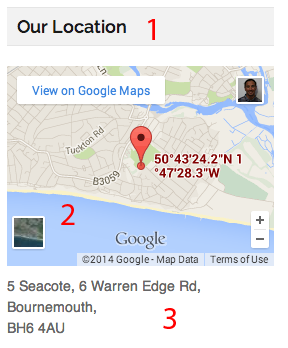 Our Location 1
View on Google Maps
Tuckton Rd
50°43'24.2"N 1
°47'28.3"W
B3059
2
Google
+
−
©2014 Google - Map Data Terms of Use
5 Seacote, 6 Warren Edge Rd,
Bournemouth,
BH6 4AU
3